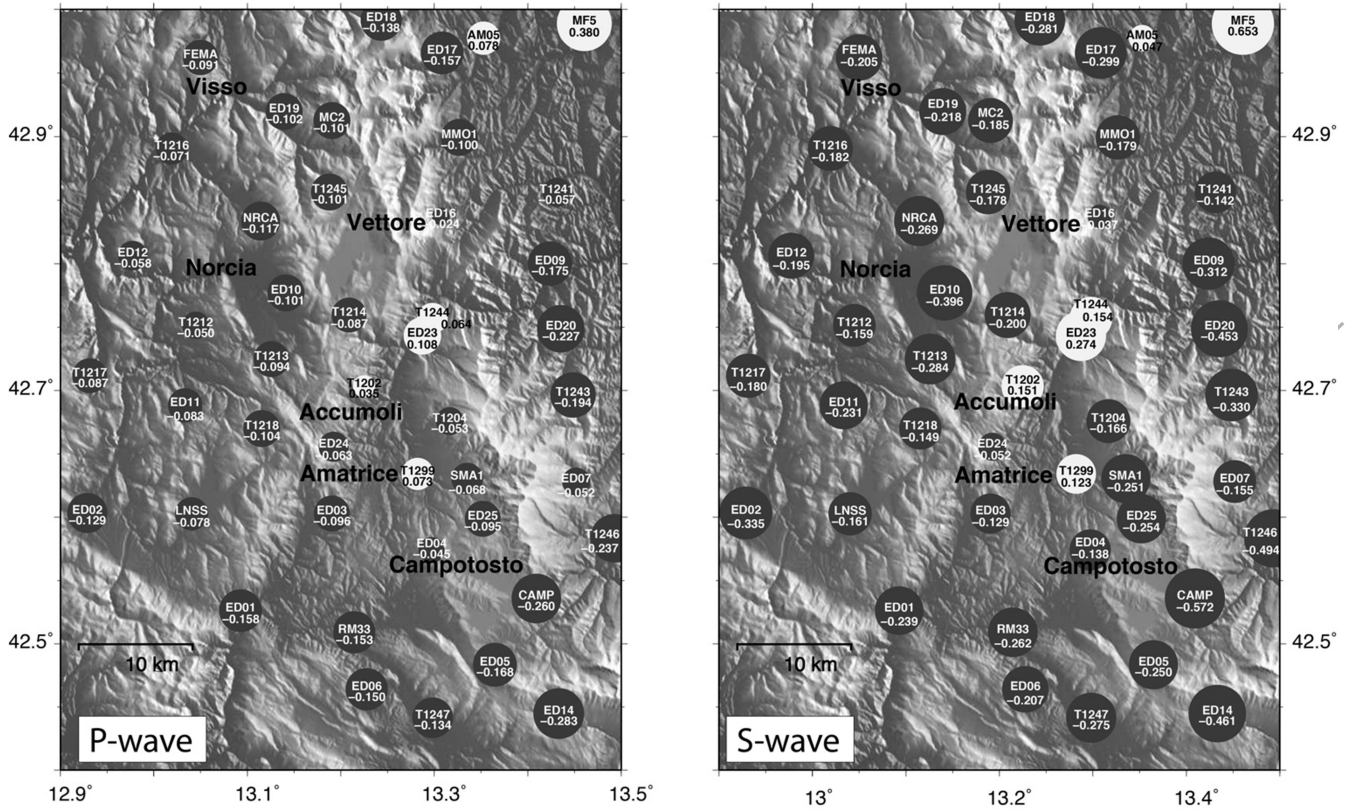 ED18
−0.138
AM05
0.078
MF5
0.380
FEMA
−0.091
ED17
−0.157
Visso
ED19
−0.102
MC2
−0.101
MMO1
−0.100
42.9˚
T1216
−0.071
T1245
−0.101
T1241
−0.057
NRCA
−0.117
Vettore
ED16
−0.024
ED12
−0.058
Norcia
ED09
−0.175
ED10
−0.101
T1212
−0.050
T1214
−0.087
T1244
0.064
ED23
0.108
ED20
−0.227
T1213
−0.094
T1217
−0.087
42.7˚
T1202
0.035
T1243
−0.194
ED11
−0.083
Accumoli
T1218
−0.104
T1204
−0.053
ED24
−0.063
Amatrice
T1299
0.073
SMA1
−0.068
ED07
−0.052
ED02
−0.129
LNSS
−0.078
ED03
−0.096
ED25
−0.095
T1246
−0.237
ED04
−0.045
Campotosto
CAMP
−0.260
ED01
−0.158
RM33
−0.153
42.5˚
10 km
ED05
−0.168
ED06
−0.150
T1247
−0.134
ED14
−0.283
P-wave
12.9˚
13.1˚
13.3˚
13.5˚
ED18
−0.281
AM05
0.047
MF5
0.653
FEMA
−0.205
ED17
−0.299
Visso
ED19
−0.218
MC2
−0.185
MMO1
−0.179
42.9˚
T1216
−0.182
T1245
−0.178
T1241
−0.142
NRCA
−0.269
Vettore
ED16
−0.037
ED12
−0.195
Norcia
ED09
−0.312
ED10
−0.396
T1212
−0.159
T1214
−0.200
T1244
0.154
ED23
0.274
ED20
−0.453
T1213
−0.284
T1217
−0.180
42.7˚
T1202
0.151
T1243
−0.330
ED11
−0.231
Accumoli
T1218
−0.149
T1204
−0.166
ED24
−0.052
Amatrice
T1299
0.123
SMA1
−0.251
ED07
−0.155
ED02
−0.335
LNSS
−0.161
ED03
−0.129
ED25
−0.254
T1246
−0.494
ED04
−0.138
Campotosto
CAMP
−0.572
ED01
−0.239
RM33
−0.262
42.5˚
10 km
ED05
−0.250
ED06
−0.207
T1247
−0.275
ED14
−0.461
S-wave
13˚
13.2˚
13.4˚